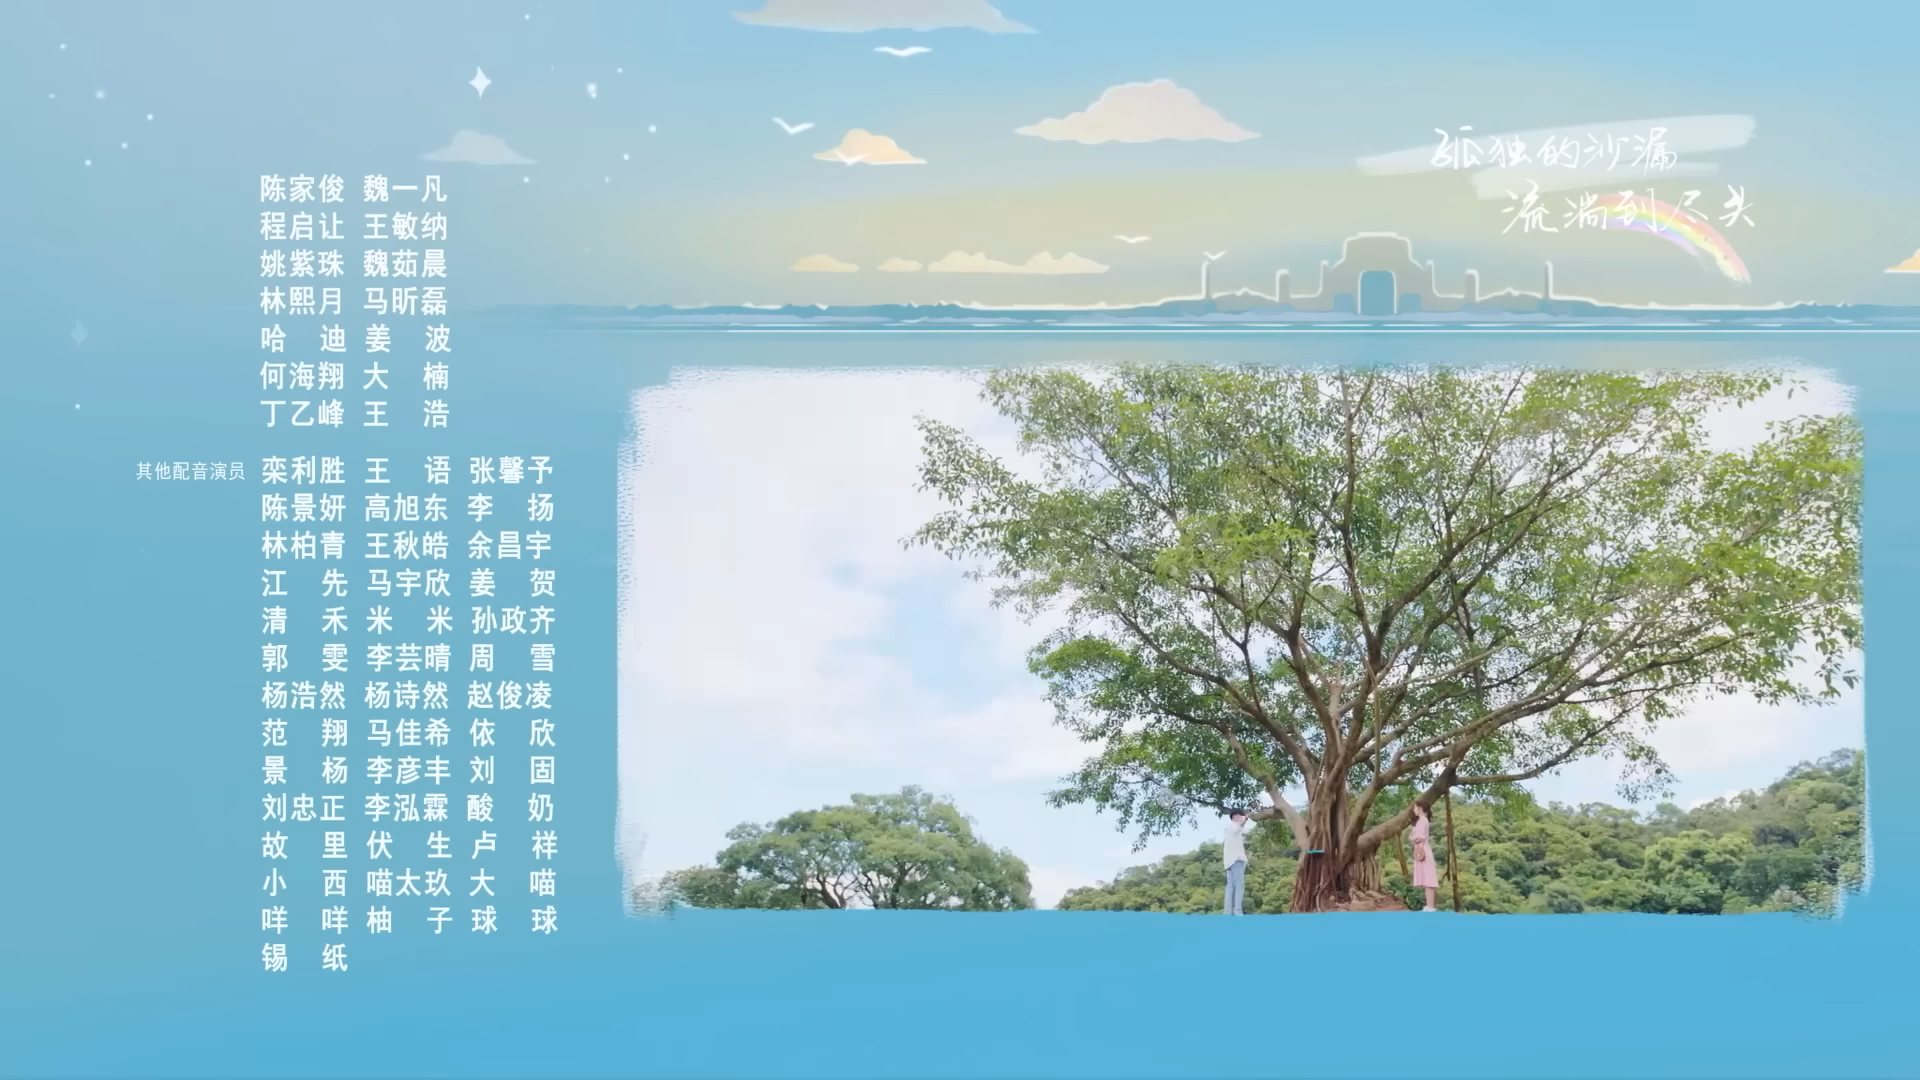 陈家俊 魏一凡
程启让 王敏纳
姚紫珠 魏茹晨
林熙月 马昕磊
哈 迪 姜 波
何海翔 大 楠
丁乙峰 王 浩
其他配音演员 栾利胜 王 语 张馨予
陈景妍 高旭东 李 扬
林柏青 王秋皓 余昌宇
江 先 马宇欣 姜 贺
清 禾 米 米 孙政齐
郭 雯 李芸晴 周 雪
杨浩然 杨诗然 赵俊凌
范 翔 马佳希 依 欣
景 杨 李彦丰 刘 固
刘忠正 李泓霖 酸 奶
故 里 伏 生 卢 祥
小 西 喵太玖 大 喵
咩 咩 柚 子 球 球
锡 纸
孤独的沙漏
流淌到尽头